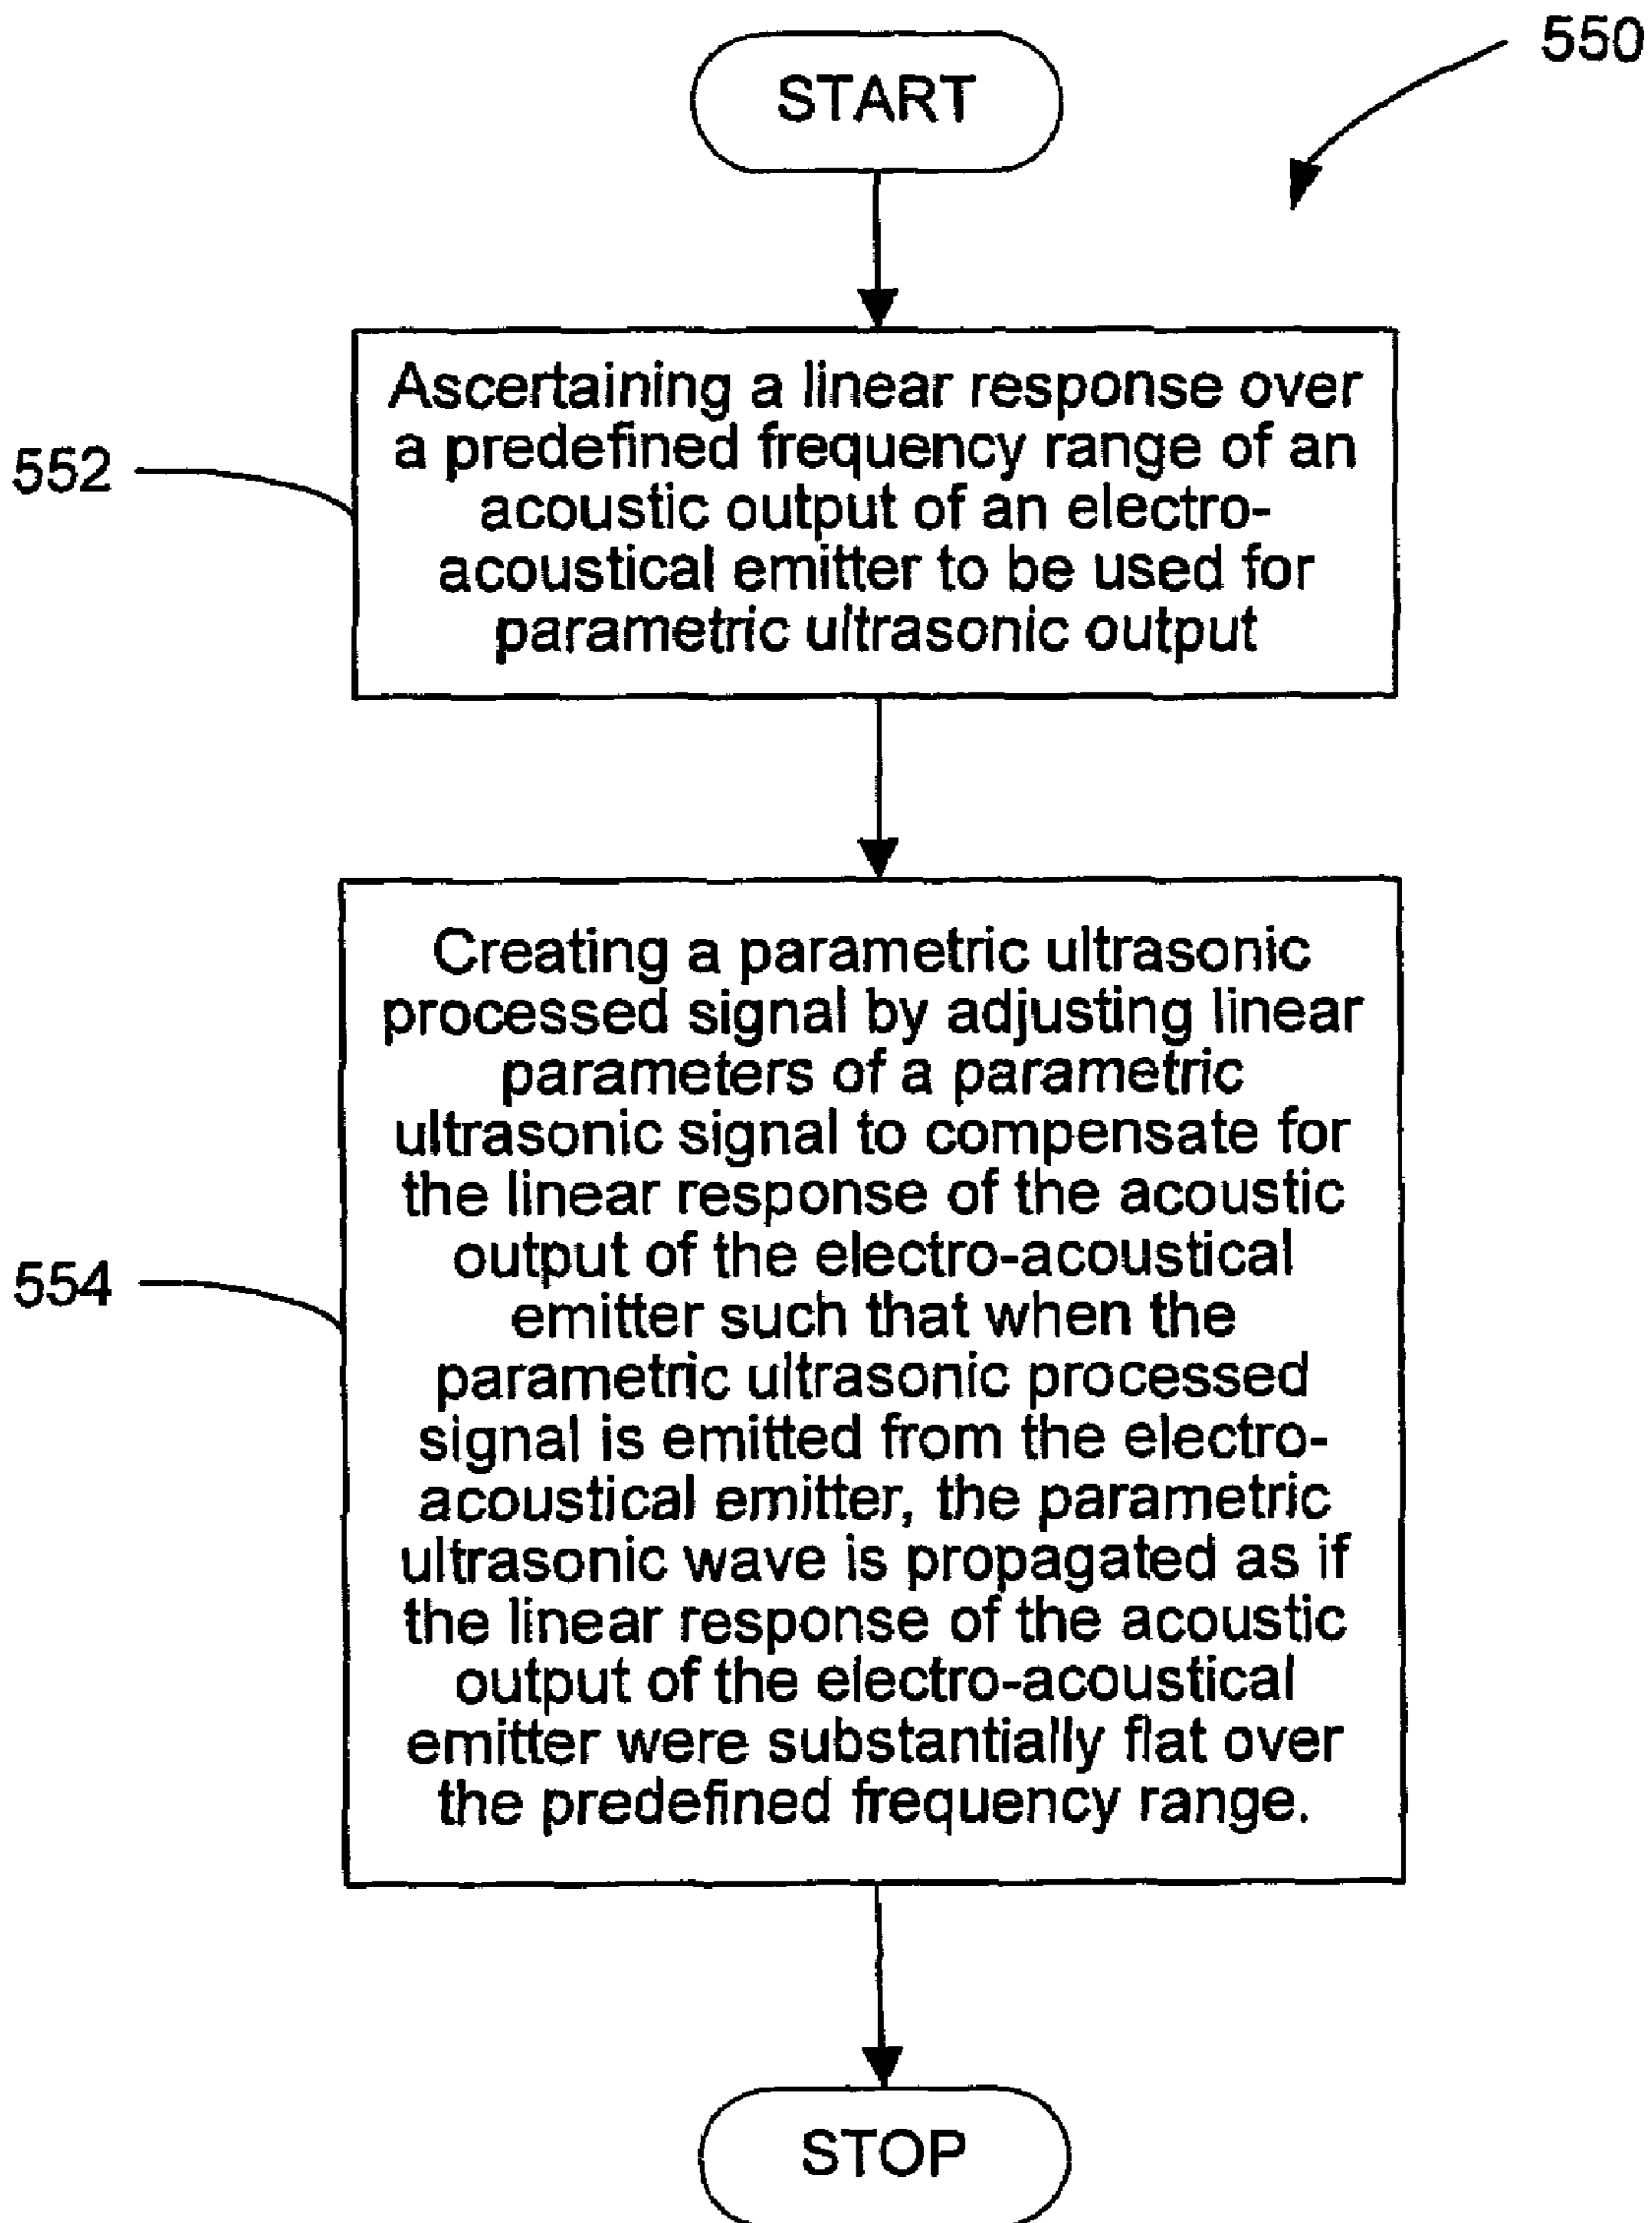 550
START
552
Ascertaining a linear response over
a predefined frequency range of an
acoustic output of an electro-
acoustical emitter to be used for
parametric ultrasonic output
554
Creating a parametric ultrasonic
processed signal by adjusting linear
parameters of a parametric
ultrasonic signal to compensate for
the linear response of the acoustic
output of the electro-acoustical
emitter such that when the
parametric ultrasonic processed
signal is emitted from the electro-
acoustical emitter, the parametric
ultrasonic wave is propagated as if
the linear response of the acoustic
output of the electro-acoustical
emitter were substantially flat over
the predefined frequency range.
STOP